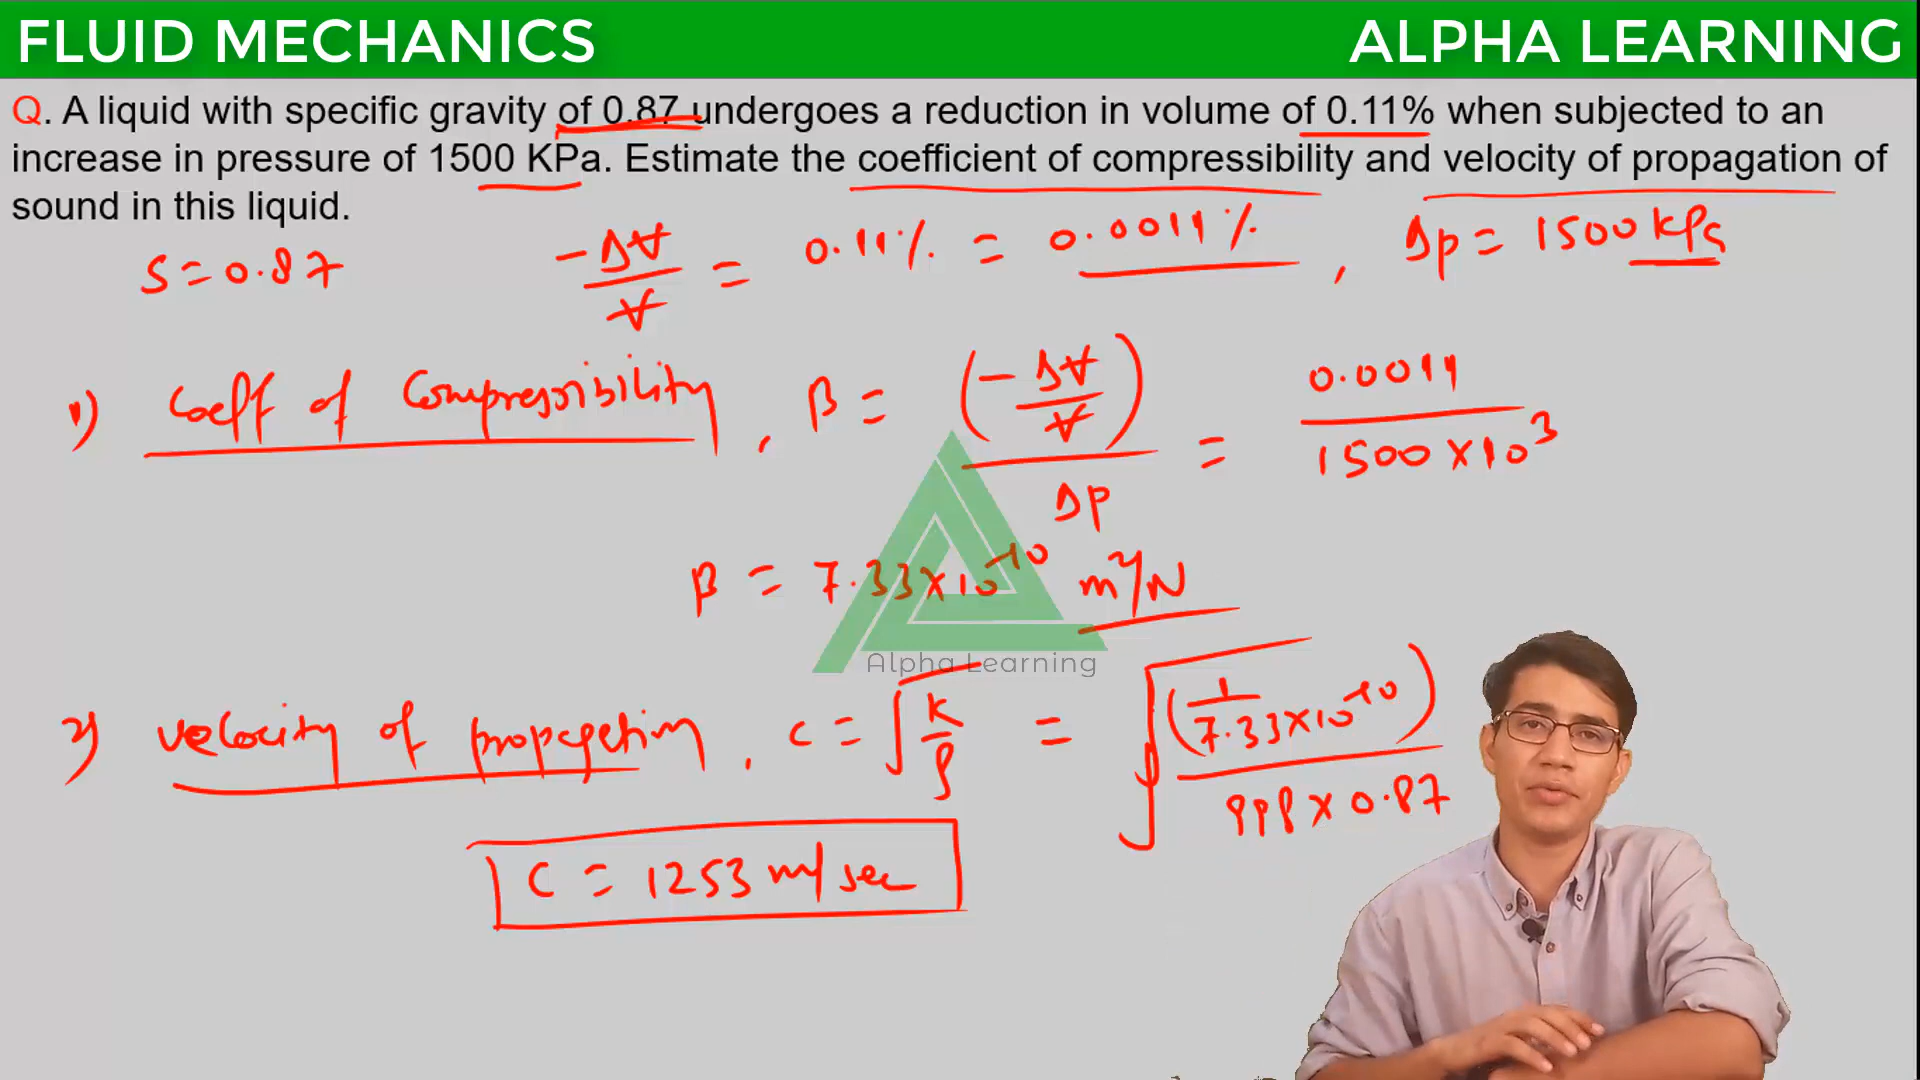 FLUID MECHANICS ALPHA LEARNING
Q. A liquid with specific gravity of 0.87 undergoes a reduction in volume of 0.11% when subjected to an
increase in pressure of 1500 KPa. Estimate the coefficient of compressibility and velocity of propagation of
sound in this liquid.
S = 0.87 -ΔV/V = 0.11% = 0.0011%, Δp = 1500 kPa
1) Coeff of Compressibility, β = (-ΔV/V)/Δp = 0.0011/1500×10³
β = 7.33×10⁻¹⁰ m²/N
Alpha Learning
2) velocity of propagation, C = √(K/ρ) = √((1/7.33×10⁻¹⁰)/998×0.87)
C = 1253 m/sec